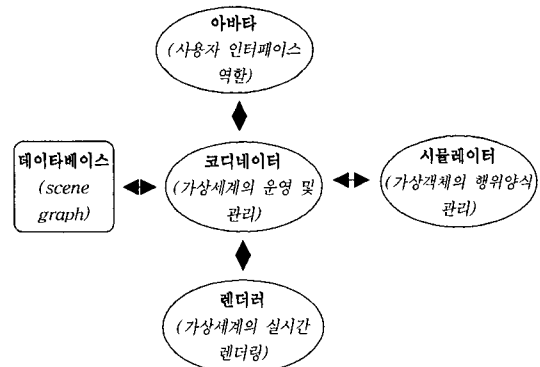 아바타
(사용자 인터페이스
역할)
데이타베이스
(scene
graph)
코디네이터
(가상세계의 운영 및
관리)
시뮬레이터
(가상객체의 행위양식
관리)
렌더러
(가상세계의 실시간
렌더링)